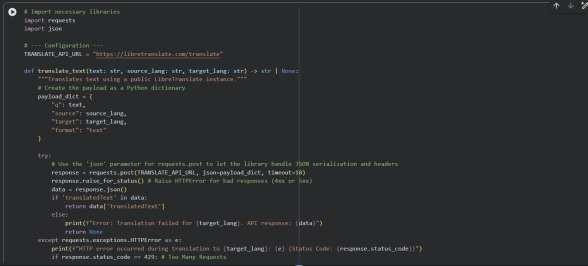 # Import necessary libraries
import requests
import json
# --- Configuration ---
TRANSLATE_API_URL = "https://libretranslate.com/translate"
def translate_text(text: str, source_lang: str, target_lang: str) -> str | None:
"""Translates text using a public LibreTranslate instance."""
# Create the payload as a Python dictionary
payload_dict = {
"q": text,
"source": source_lang,
"target": target_lang,
"format": "text"
}
try:
# Use the 'json' parameter for requests.post to let the library handle JSON serialization and headers
response = requests.post(TRANSLATE_API_URL, json=payload_dict, timeout=10)
response.raise_for_status() # Raise HTTPError for bad responses (4xx or 5xx)
data = response.json()
if 'translatedText' in data:
return data['translatedText']
else:
print(f"Error: Translation failed for {target_lang}. API response: {data}")
return None
except requests.exceptions.HTTPError as e:
print(f"HTTP error occurred during translation to {target_lang}: {e} (Status Code: {response.status_code})")
if response.status_code == 429: # Too Many Requests